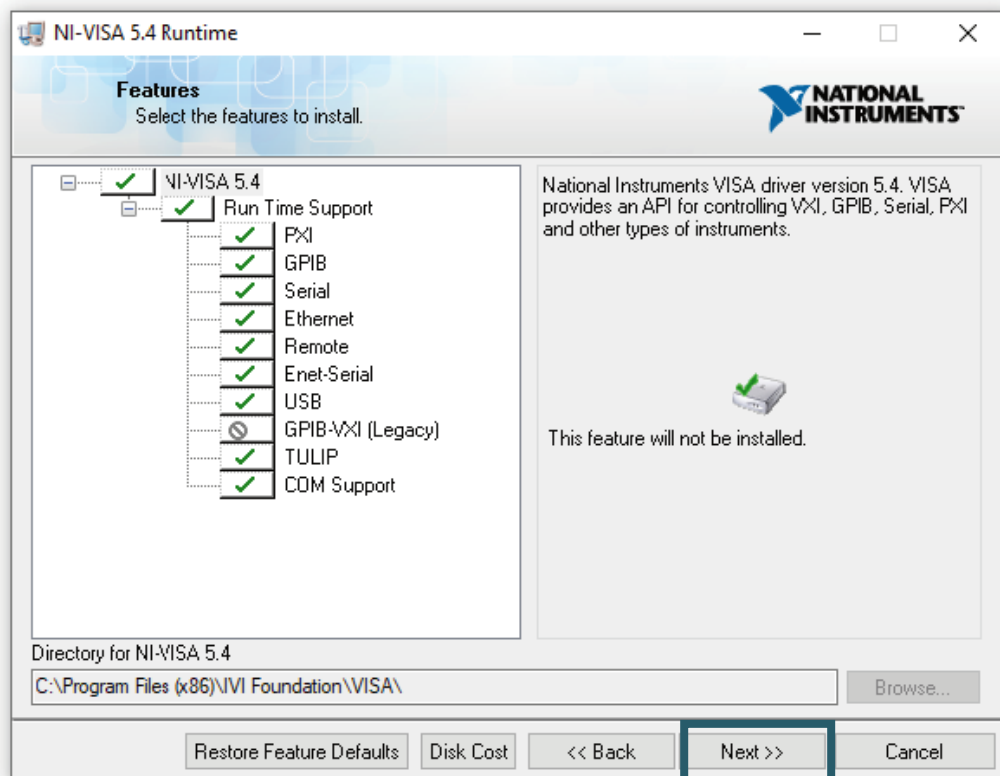 NI-VISA 5.4 Runtime
Features
Select the features to install.
NATIONAL
INSTRUMENTS™
NI-VISA 5.4
Run Time Support
PXI
GPIB
Serial
Ethernet
Remote
Enet-Serial
USB
GPIB-VXI (Legacy)
TULIP
COM Support
National Instruments VISA driver version 5.4. VISA
provides an API for controlling VXI, GPIB, Serial, PXI
and other types of instruments.
This feature will not be installed.
Directory for NI-VISA 5.4
C:\Program Files (x86)\IVI Foundation\VISA\
Browse...
Restore Feature Defaults
Disk Cost
<< Back
Next >>
Cancel